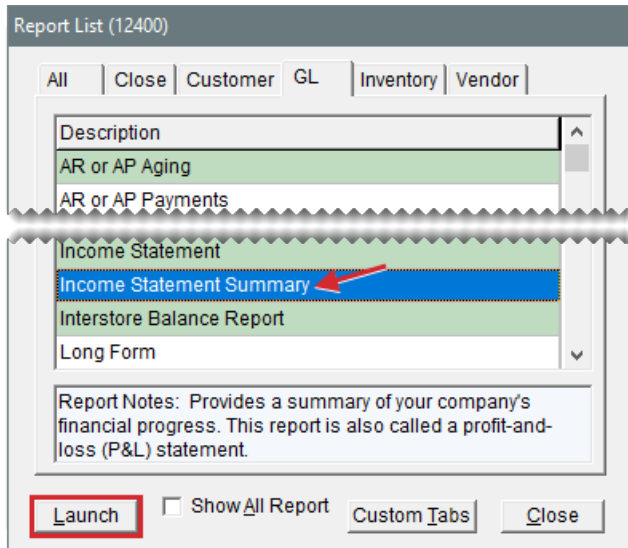 Report List (12400)
All Close Customer GL Inventory Vendor
Description
AR or AP Aging
AR or AP Payments
Income Statement
Income Statement Summary
Interstore Balance Report
Long Form
Report Notes: Provides a summary of your company's
financial progress. This report is also called a profit-and-
loss (P&L) statement.
Launch Show All Report Custom Tabs Close